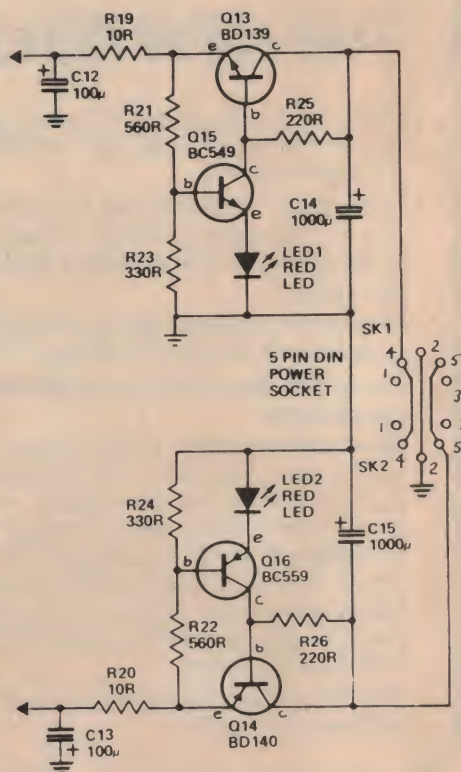 R19
10R
Q13
BD139
e
c
b
+
C12
100µ
R21
560R
Q15
BC549
R25
220R
b
c
e
+
C14
1000µ
R23
330R
LED1
RED
LED
SK1
5 PIN DIN
POWER
SOCKET
4
2
5
1
3
1
4
2
5
SK2
R24
330R
LED2
RED
LED
+
C15
1000µ
e
b
c
Q16
BC559
R22
560R
R26
220R
b
R20
10R
e
c
Q14
BD140
C13
100µ
+